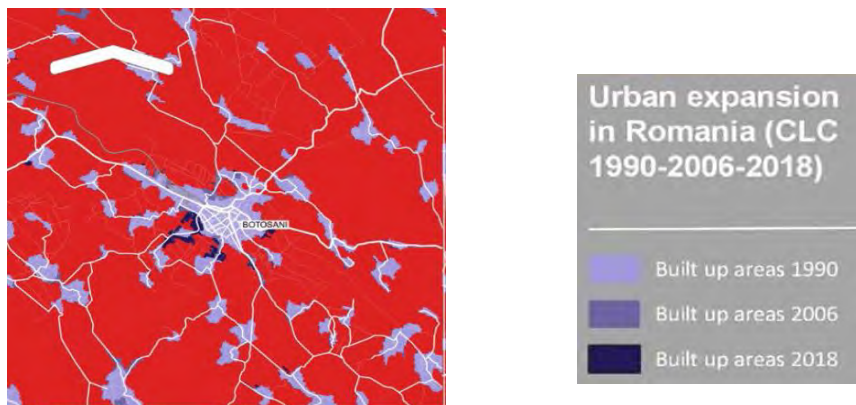 BOTOSANI
Urban expansion
in Romania (CLC
1990-2006-2018)
Built up areas 1990
Built up areas 2006
Built up areas 2018